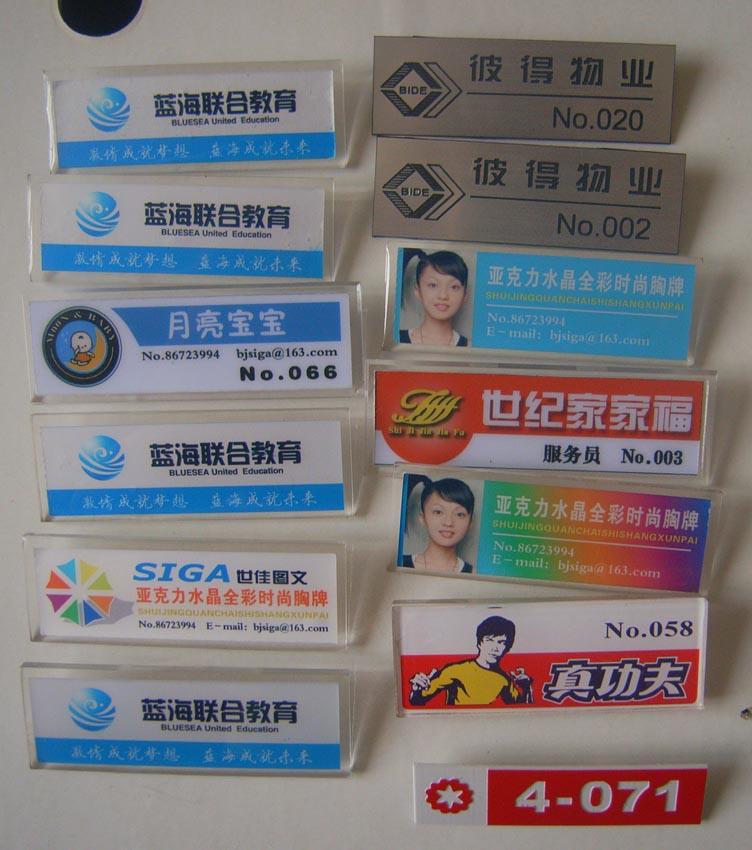 蓝海联合教育
BLUESEA United Education
激情成就梦想 蓝海成就未来
蓝海联合教育
BLUESEA United Education
激情成就梦想 蓝海成就未来
MOON & BABY
月亮宝宝
No.86723994 bjsiga@163.com
No.066
蓝海联合教育
BLUESEA United Education
激情成就梦想 蓝海成就未来
SIGA 世佳图文
亚克力水晶全彩时尚胸牌
SHUIJINGQUANCHAISHISHANGXUNPAI
No.86723994 E-mail: bjsiga@163.com
蓝海联合教育
BLUESEA United Education
激情成就梦想 蓝海成就未来
BIDE
彼得物业
No.020
BIDE
彼得物业
No.002
亚克力水晶全彩时尚胸牌
SHUIJINGQUANCHAISHISHANGXUNPAI
No.86723994
E-mail: bjsiga@163.com
Shi Ji Jia Jia Fu
世纪家家福
服务员 No.003
亚克力水晶全彩时尚胸牌
SHUIJINGQUANCHAISHISHANGXUNPAI
No.86723994
E-mail: bjsiga@163.com
No.058
真功夫
4-071